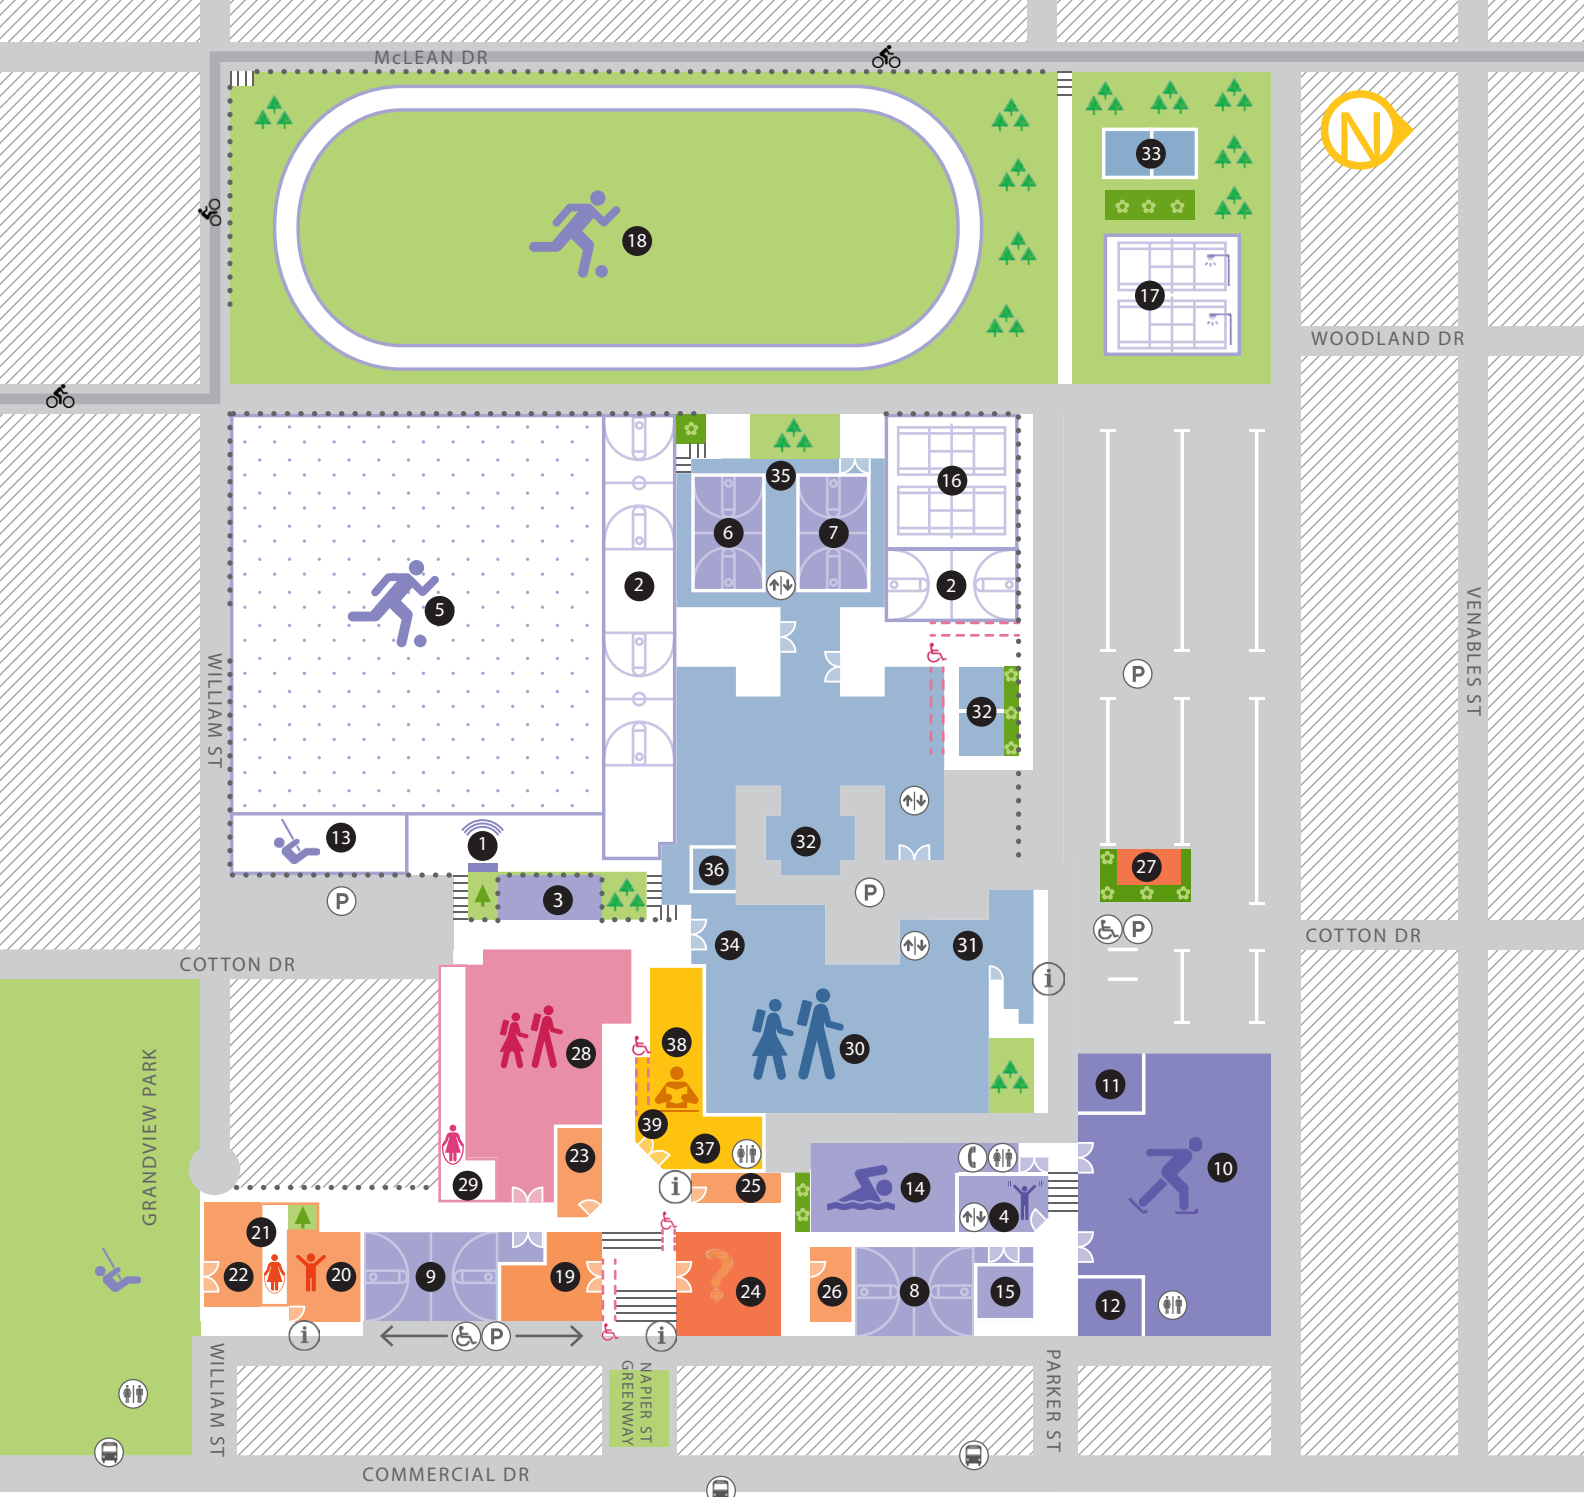 McLEAN DR
N
33
18
17
WOODLAND DR
35
16
6
7
2
2
5
WILLIAM ST
VENABLES ST
P
32
13
1
32
27
36
P
3
P
P
34
31
COTTON DR
COTTON DR
i
GRANDVIEW PARK
38
30
28
11
39
37
23
10
29
i
25
14
4
21
22
20
9
19
24
26
8
15
12
i
P
i
WILLIAM ST
NAPIER ST
GREENWAY
PARKER ST
COMMERCIAL DR